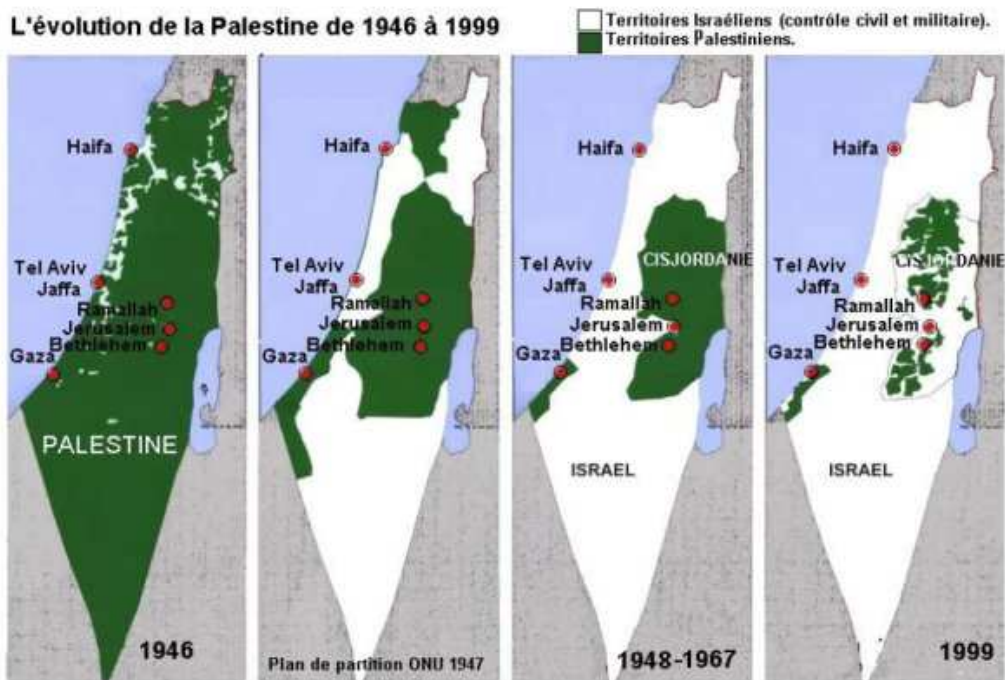 L'évolution de la Palestine de 1946 à 1999
Territoires Israéliens (contrôle civil et militaire).
Territoires Palestiniens.
Haifa
Tel Aviv
Jaffa
Ramallah
Jerusalem
Bethlehem
Gaza
PALESTINE
1946
Haifa
Tel Aviv
Jaffa
Ramallah
Jerusalem
Bethlehem
Gaza
Plan de partition ONU 1947
Haifa
CISJORDANIE
Tel Aviv
Jaffa
Ramallah
Jerusalem
Bethlehem
Gaza
ISRAEL
1948-1967
Haifa
CISJORDANIE
Tel Aviv
Jaffa
Ramallah
Jerusalem
Bethlehem
Gaza
ISRAEL
1999